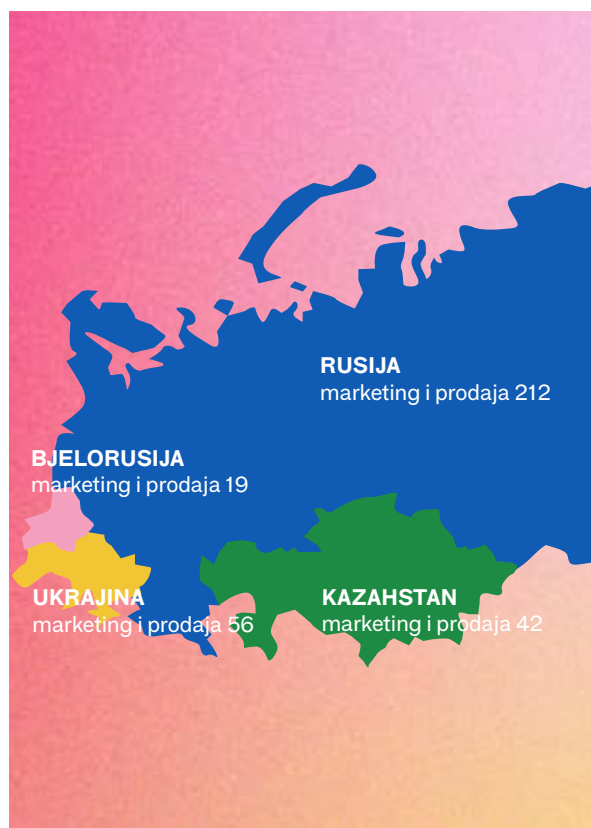 RUSIJA
marketing i prodaja 212
BJELORUSIJA
marketing i prodaja 19
UKRAJINA
marketing i prodaja 56
KAZAHSTAN
marketing i prodaja 42